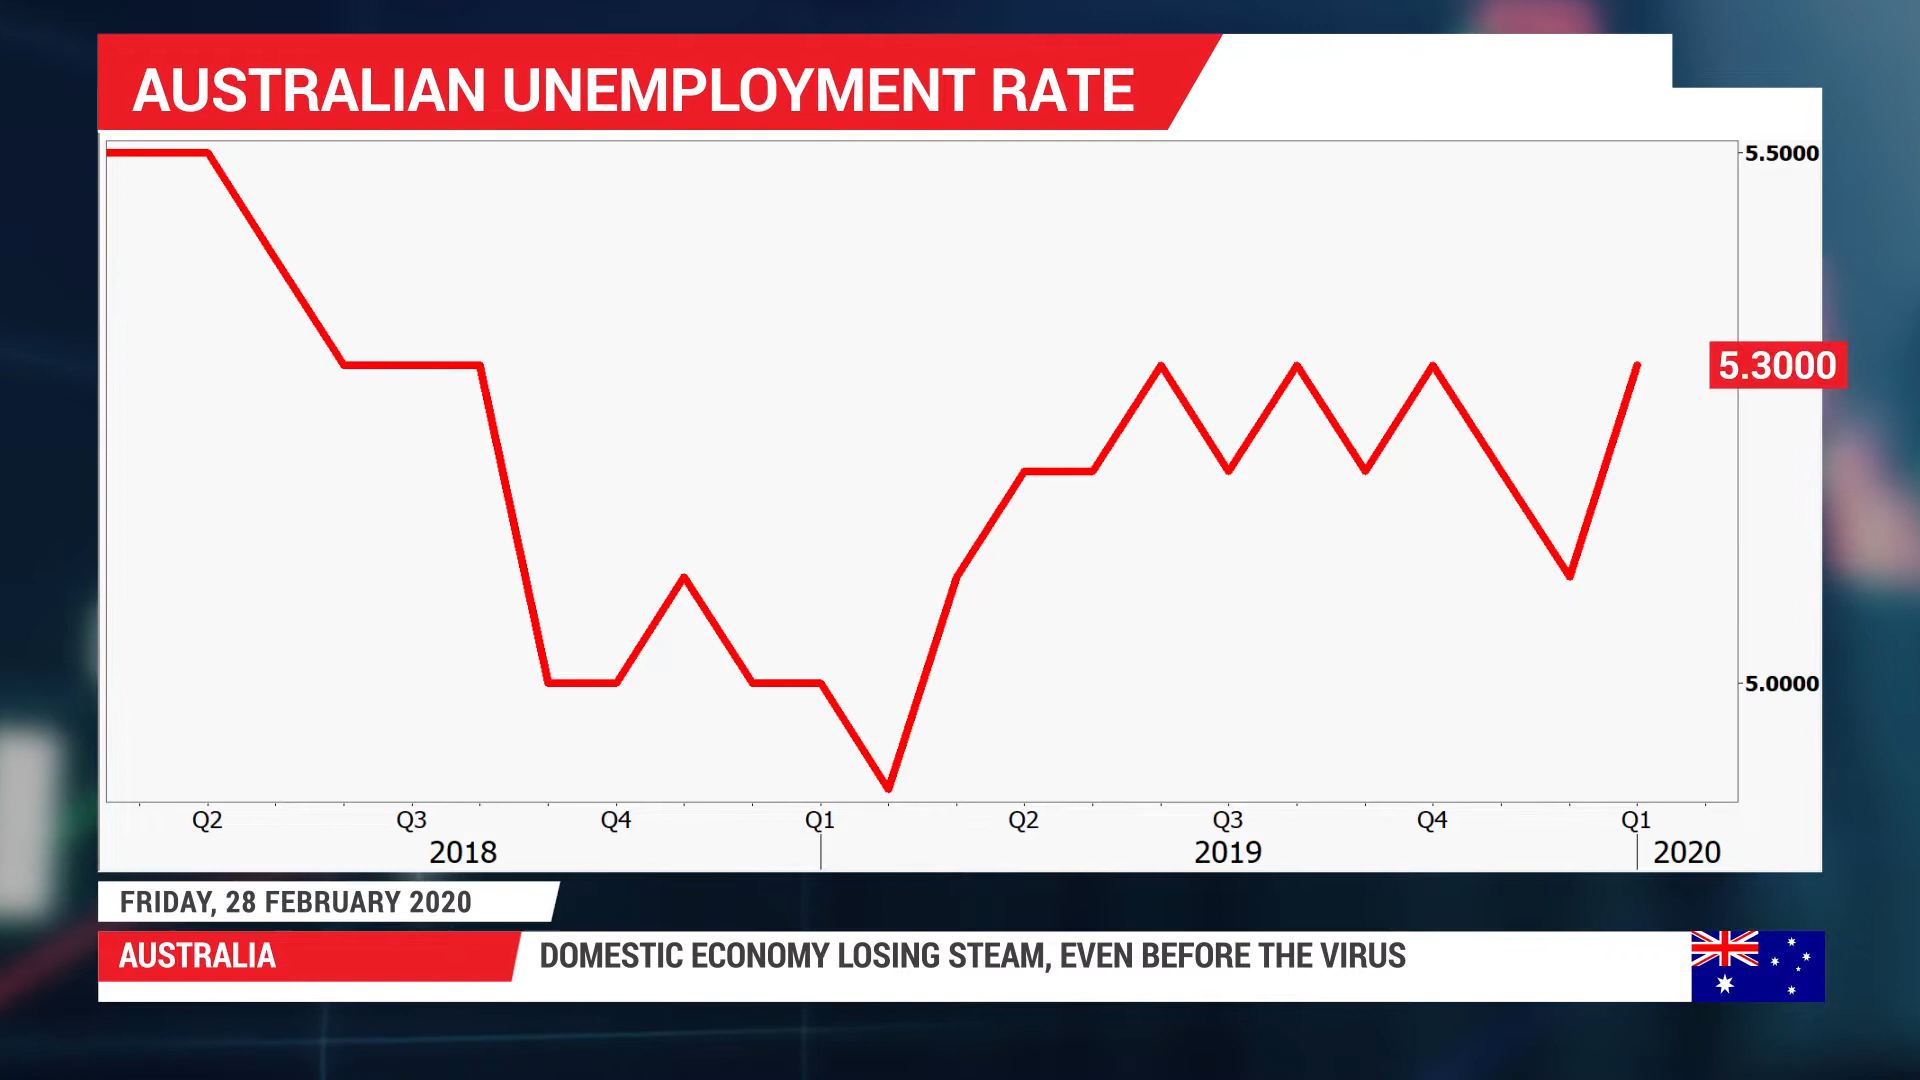 AUSTRALIAN UNEMPLOYMENT RATE
5.5000
5.3000
5.0000
Q2 Q3 Q4 Q1 Q2 Q3 Q4 Q1
2018 2019 2020
FRIDAY, 28 FEBRUARY 2020
AUSTRALIA
DOMESTIC ECONOMY LOSING STEAM, EVEN BEFORE THE VIRUS